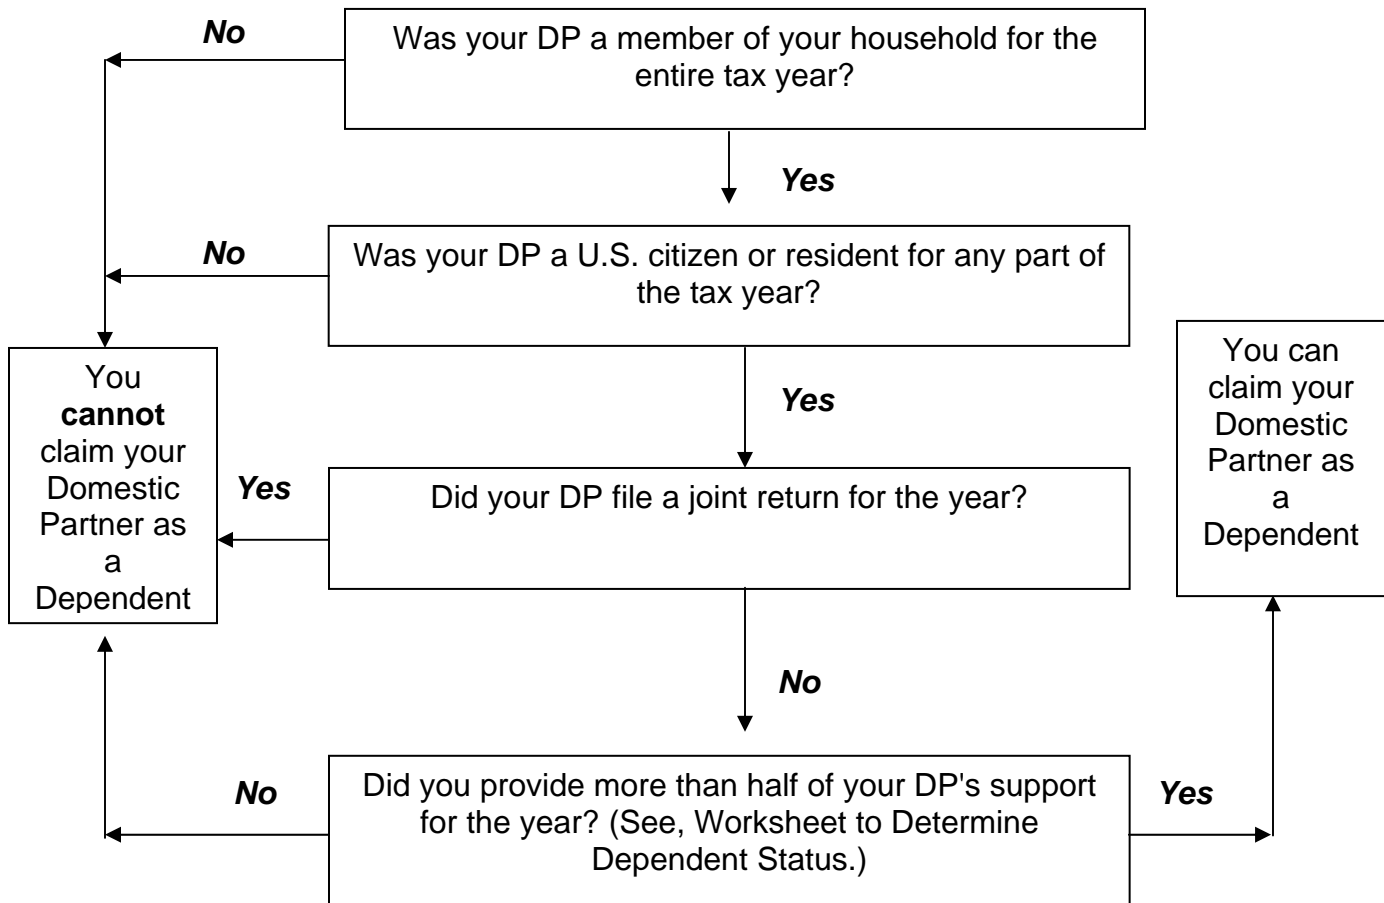 No
Was your DP a member of your household for the
entire tax year?
Yes
No
Was your DP a U.S. citizen or resident for any part of
the tax year?
Yes
You
cannot
claim your
Domestic
Partner as
a
Dependent
You can
claim your
Domestic
Partner as
a
Dependent
Yes
Did your DP file a joint return for the year?
No
No
Did you provide more than half of your DP's support
for the year? (See, Worksheet to Determine
Dependent Status.)
Yes